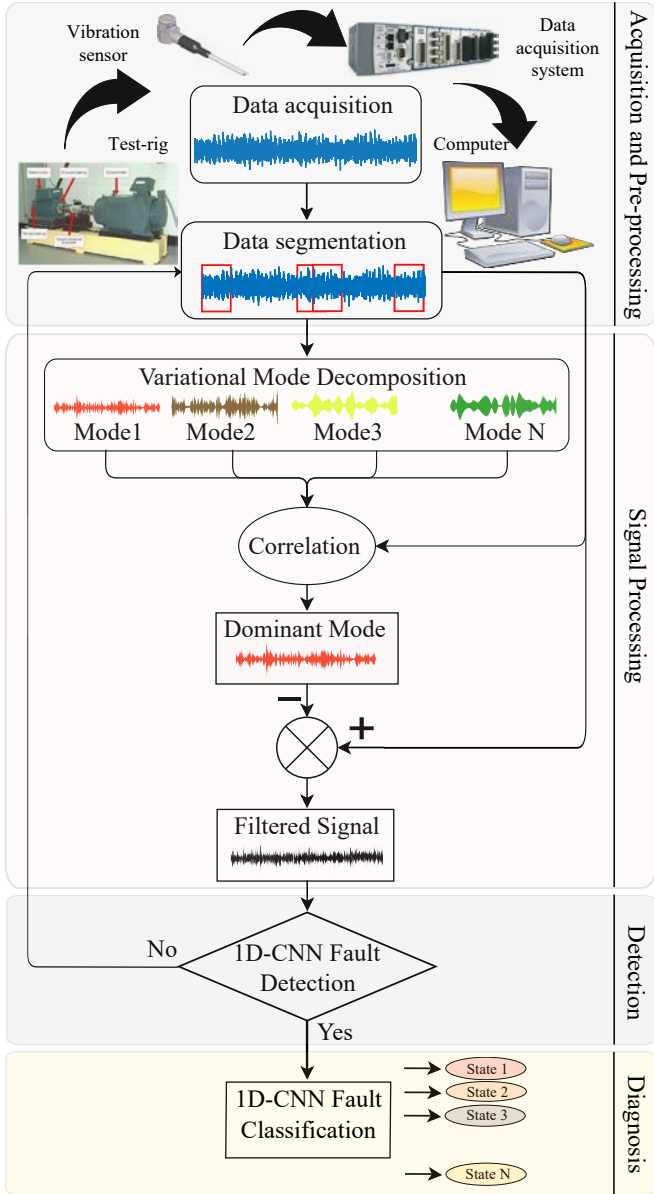 Vibration
sensor
Data
acquisition
system
Data acquisition
Test-rig
Computer
Data segmentation
Acquisition and Pre-processing
Variational Mode Decomposition
Mode1
Mode2
Mode3
Mode N
Correlation
Dominant Mode
−
+
Filtered Signal
Signal Processing
No
1D-CNN Fault
Detection
Yes
Detection
1D-CNN Fault
Classification
State 1
State 2
State 3
State N
Diagnosis